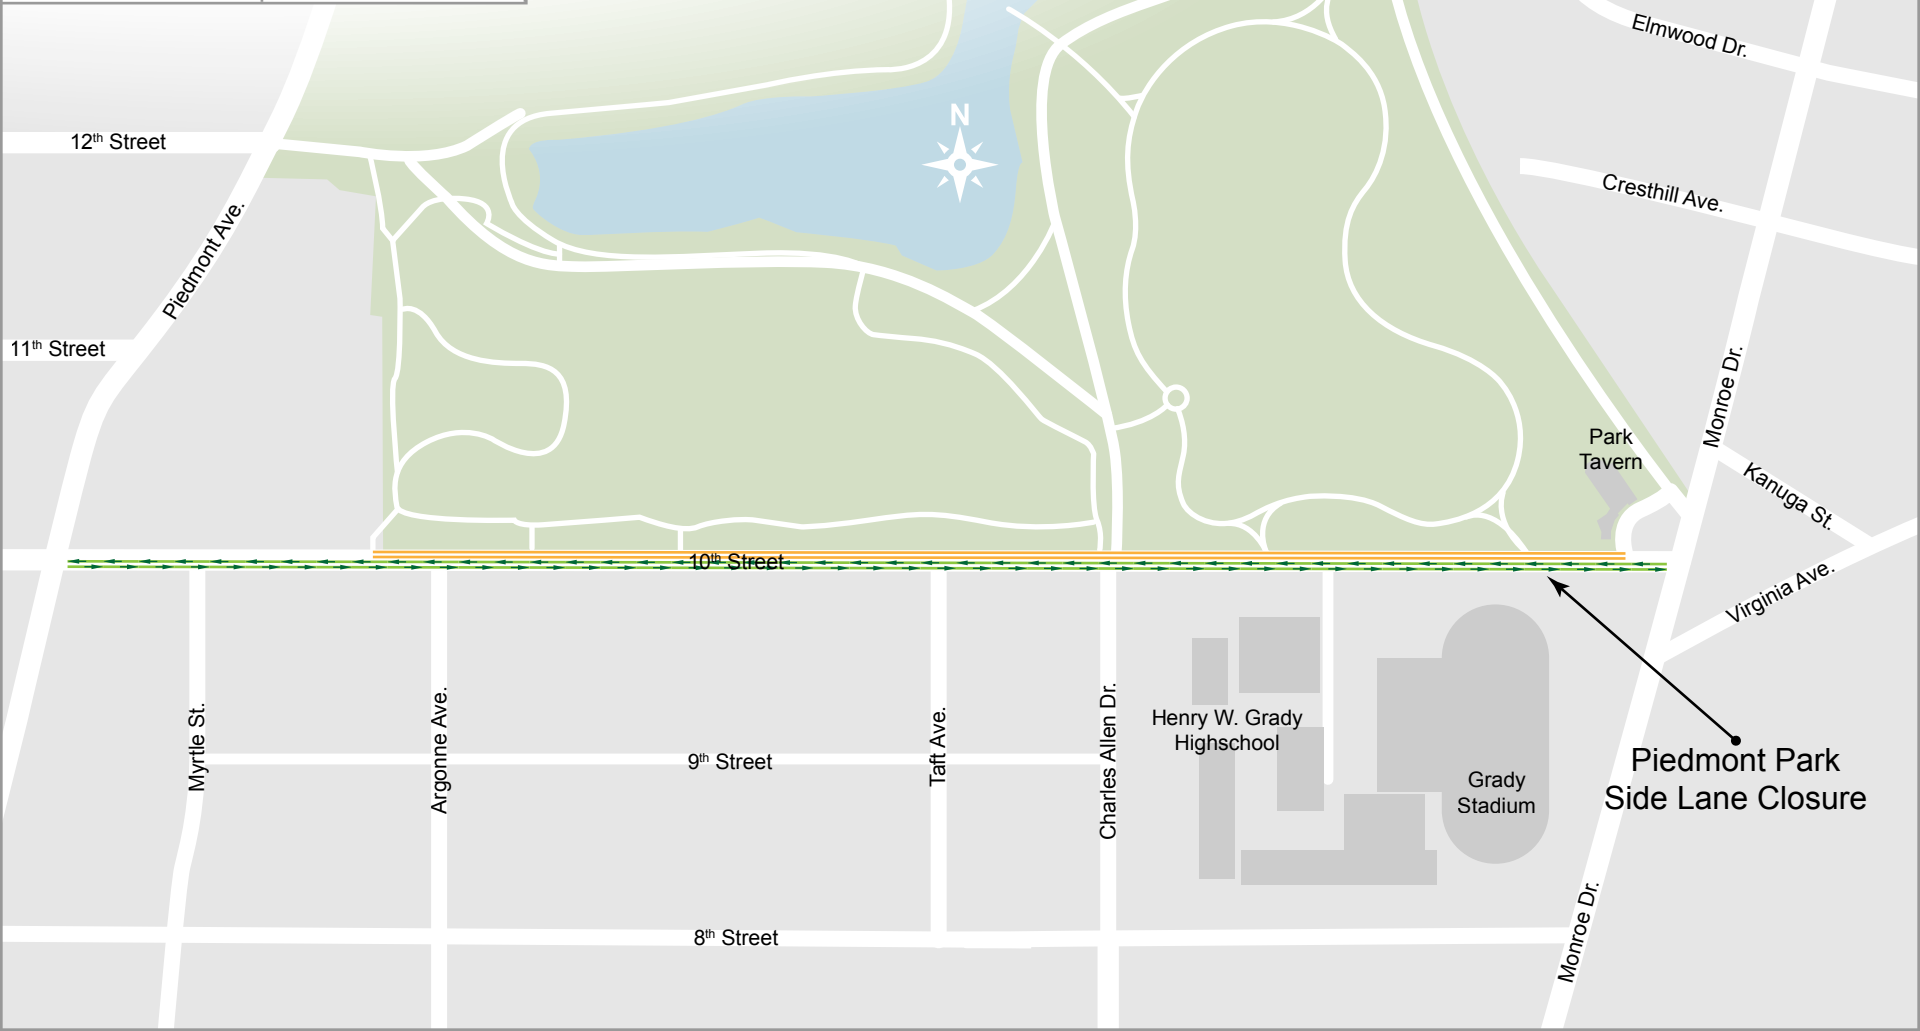 Elmwood Dr.
N
12th Street
Cresthill Ave.
Piedmont Ave.
11th Street
Monroe Dr.
Park
Tavern
Kanuga St.
10th Street
Virginia Ave.
Myrtle St.
Argonne Ave.
9th Street
Taft Ave.
Charles Allen Dr.
Henry W. Grady
Highschool
Grady
Stadium
Piedmont Park
Side Lane Closure
8th Street
Monroe Dr.